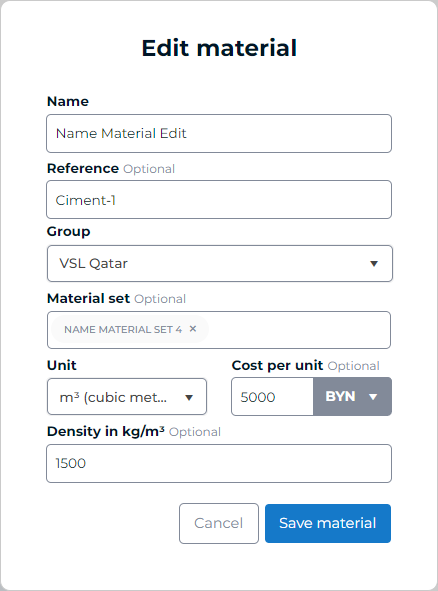 Edit material
Name
Name Material Edit
Reference Optional
Ciment-1
Group
VSL Qatar
Material set Optional
NAME MATERIAL SET 4 ×
Unit
m³ (cubic met...
Cost per unit Optional
5000 BYN
Density in kg/m³ Optional
1500
Cancel Save material